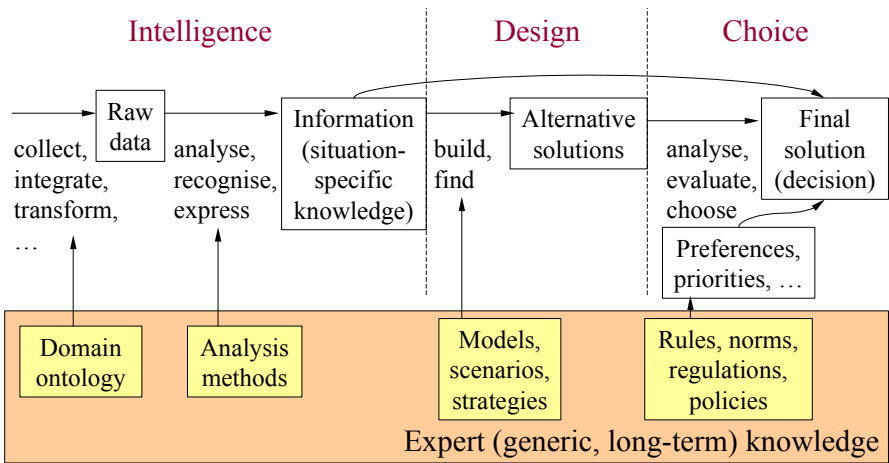 Intelligence
Design
Choice
Raw
data
collect,
integrate,
transform,
…
analyse,
recognise,
express
Information
(situation-
specific
knowledge)
build,
find
Alternative
solutions
analyse,
evaluate,
choose
Final
solution
(decision)
Preferences,
priorities, …
Domain
ontology
Analysis
methods
Models,
scenarios,
strategies
Rules, norms,
regulations,
policies
Expert (generic, long-term) knowledge